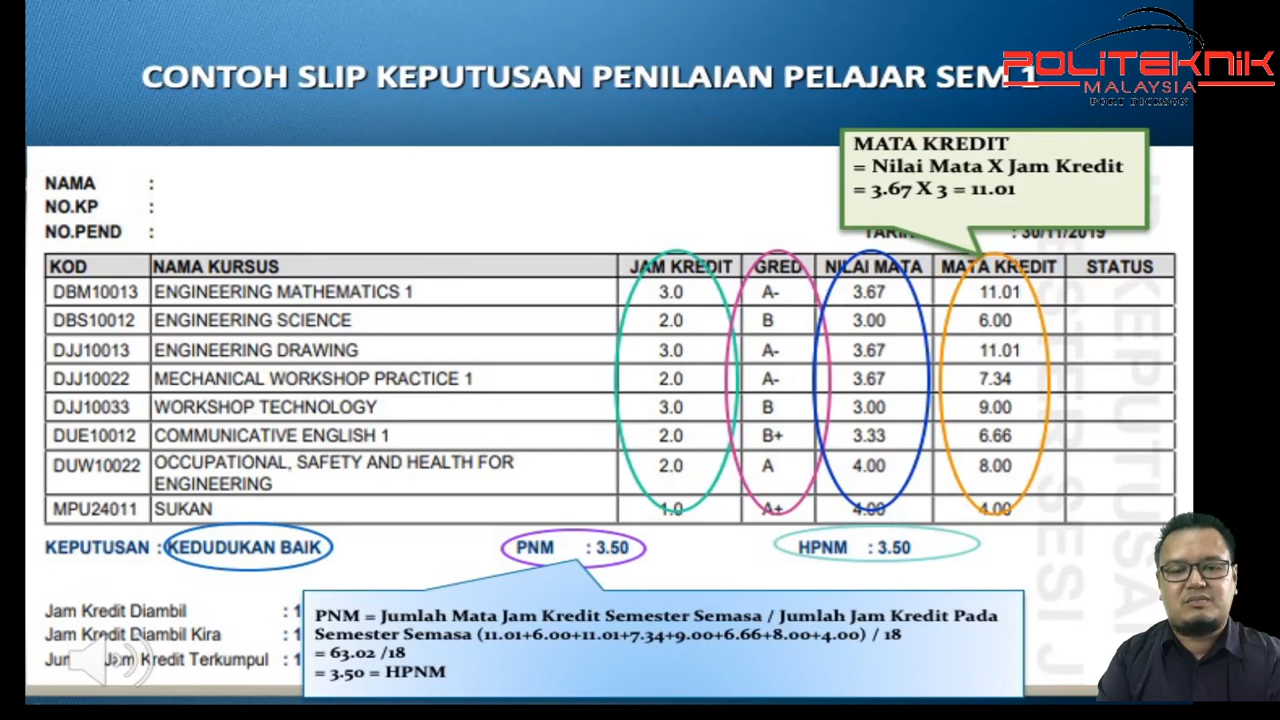 CONTOH SLIP KEPUTUSAN PENILAIAN PELAJAR SEM 1
POLITEKNIK
MALAYSIA
PORT DICKSON
MATA KREDIT
= Nilai Mata X Jam Kredit
= 3.67 X 3 = 11.01
NAMA :
NO.KP :
NO.PEND :
: 30/11/2019
KOD NAMA KURSUS JAM KREDIT GRED NILAI MATA MATA KREDIT STATUS
DBM10013 ENGINEERING MATHEMATICS 1 3.0 A- 3.67 11.01
DBS10012 ENGINEERING SCIENCE 2.0 B 3.00 6.00
DJJ10013 ENGINEERING DRAWING 3.0 A- 3.67 11.01
DJJ10022 MECHANICAL WORKSHOP PRACTICE 1 2.0 A- 3.67 7.34
DJJ10033 WORKSHOP TECHNOLOGY 3.0 B 3.00 9.00
DUE10012 COMMUNICATIVE ENGLISH 1 2.0 B+ 3.33 6.66
DUW10022 OCCUPATIONAL, SAFETY AND HEALTH FOR 2.0 A 4.00 8.00
ENGINEERING
MPU24011 SUKAN 1.0 A+ 4.00 4.00
KEPUTUSAN : KEDUDUKAN BAIK PNM : 3.50 HPNM : 3.50
Jam Kredit Diambil : 1
Jam Kredit Diambil Kira : 1
Jam Kredit Terkumpul : 1
PNM = Jumlah Mata Jam Kredit Semester Semasa / Jumlah Jam Kredit Pada
Semester Semasa (11.01+6.00+11.01+7.34+9.00+6.66+8.00+4.00) / 18
= 63.02 /18
= 3.50 = HPNM